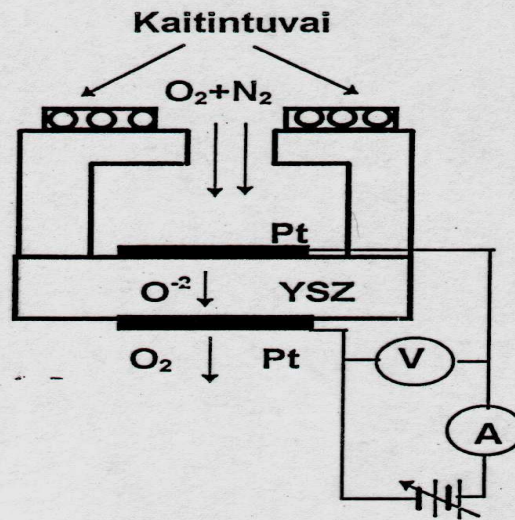 Kaitintuvai
O₂+N₂
Pt
O⁻² YSZ
O₂ Pt
V
A